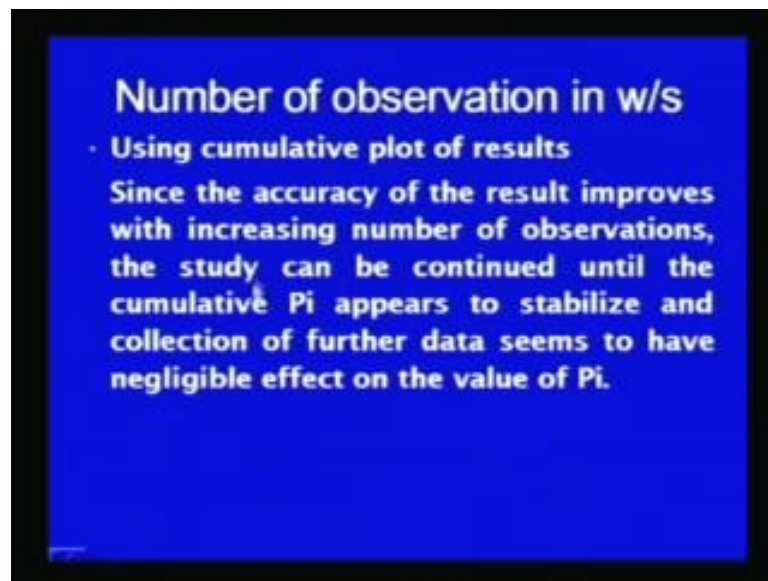 Number of observation in w/s
· Using cumulative plot of results
Since the accuracy of the result improves
with increasing number of observations,
the study can be continued until the
cumulative Pi appears to stabilize and
collection of further data seems to have
negligible effect on the value of Pi.